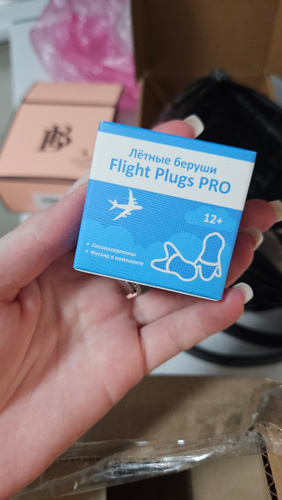 Лётные беруши
Flight Plugs PRO
12+
• Гипоаллергенны
• Футляр в комплекте